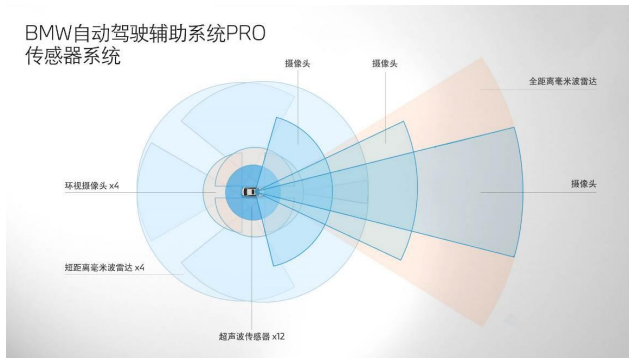 BMW自动驾驶辅助系统PRO
传感器系统
摄像头
摄像头
全距离毫米波雷达
环视摄像头 x4
摄像头
短距离毫米波雷达 x4
超声波传感器 x12